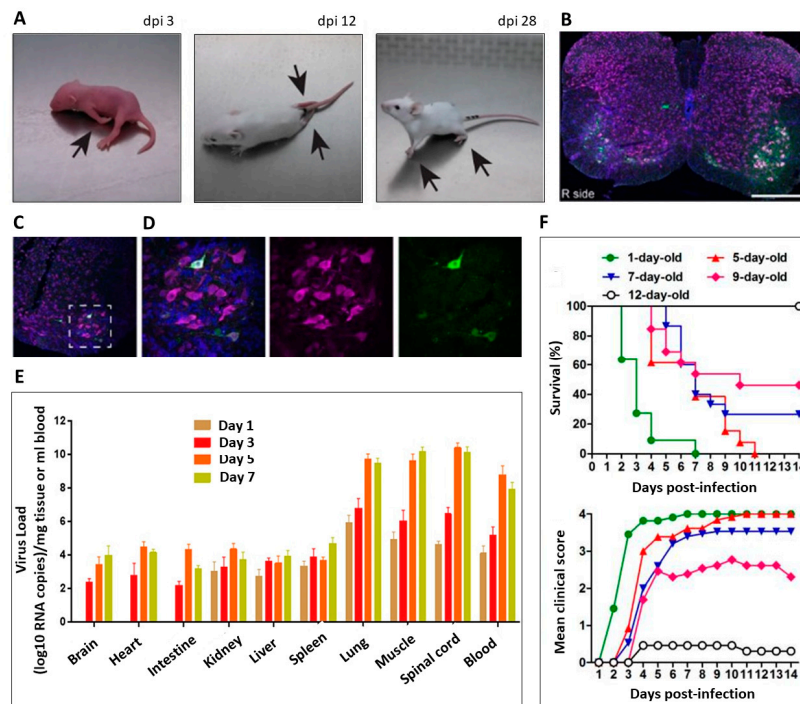 A
dpi 3
dpi 12
dpi 28
B
R side
C
D
E
Virus Load
(log10 RNA copies)/mg tissue or ml blood
12
10
8
6
4
2
0
Day 1
Day 3
Day 5
Day 7
Brain
Heart
Intestine
Kidney
Liver
Spleen
Lung
Muscle
Spinal cord
Blood
F
1-day-old
5-day-old
7-day-old
9-day-old
12-day-old
Survival (%)
100
80
60
40
20
0
0 1 2 3 4 5 6 7 8 9 10 11 12 13 14
Days post-infection
Mean clinical score
4
3
2
1
0
1 2 3 4 5 6 7 8 9 10 11 12 13 14
Days post-infection